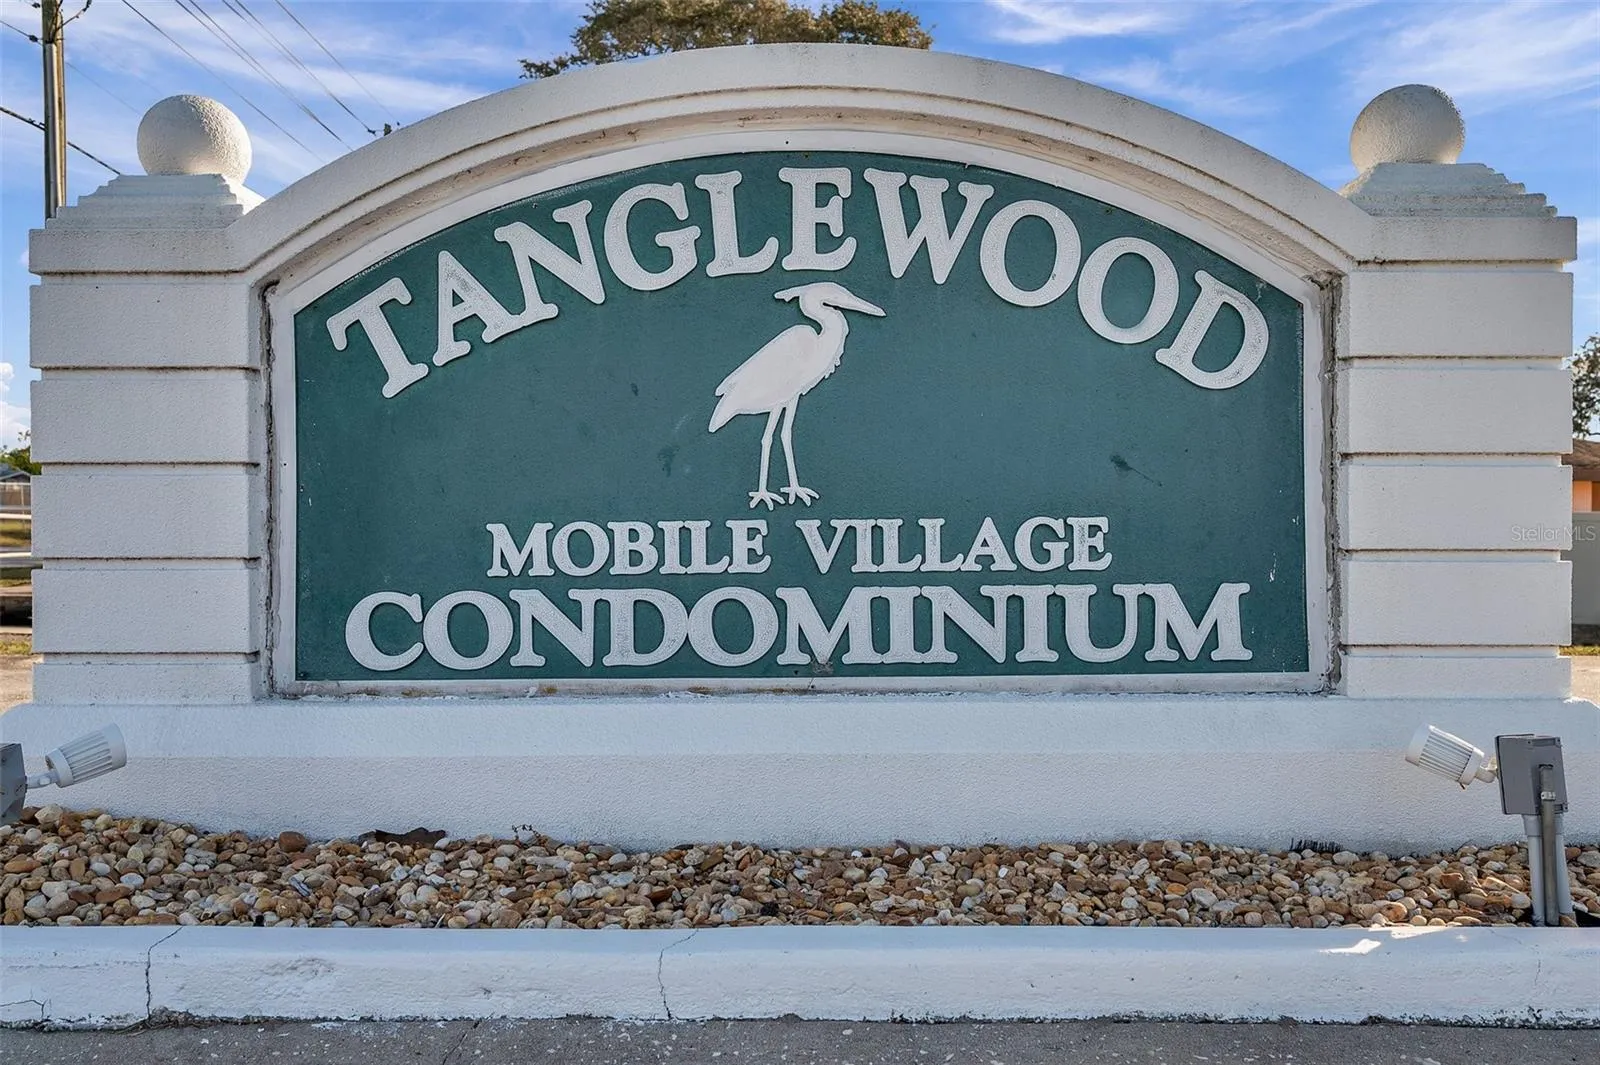 TANGLEWOOD
MOBILE VILLAGE
CONDOMINIUM
Stellar MLS